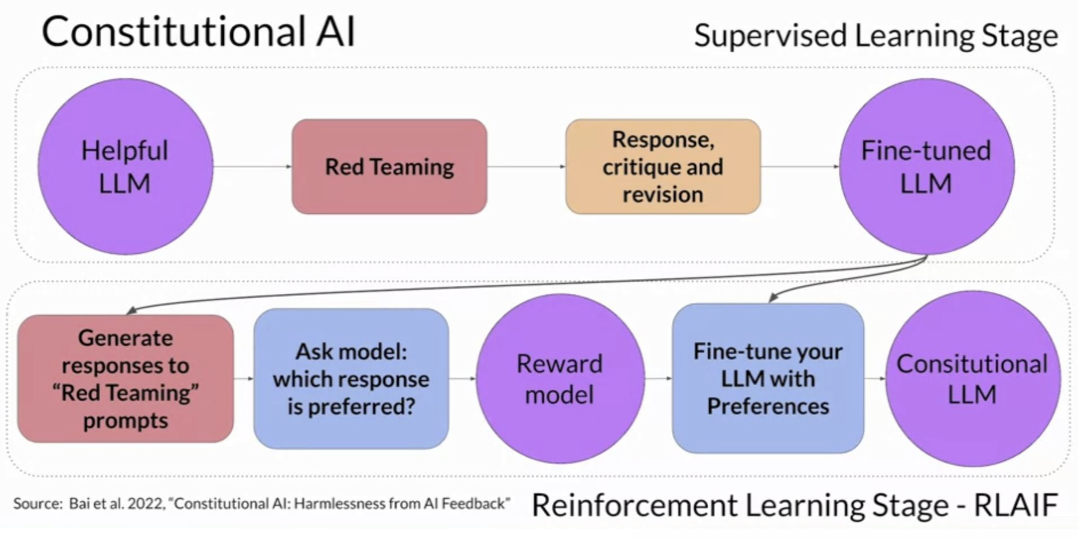 Constitutional AI
Supervised Learning Stage
Helpful
LLM
Red Teaming
Response,
critique and
revision
Fine-tuned
LLM
Generate
responses to
“Red Teaming”
prompts
Ask model:
which response
is preferred?
Reward
model
Fine-tune your
LLM with
Preferences
Consitutional
LLM
Source: Bai et al. 2022, “Constitutional AI: Harmlessness from AI Feedback”
Reinforcement Learning Stage - RLAIF